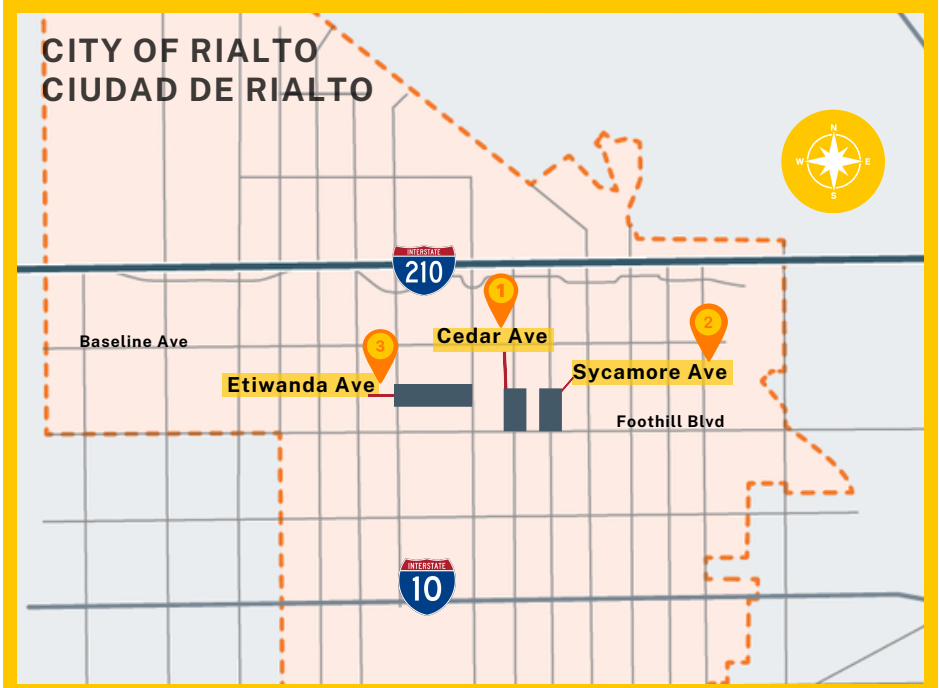 CITY OF RIALTO
CIUDAD DE RIALTO
N
W E
S
INTERSTATE
210
1
2
Cedar Ave
Baseline Ave
3
Sycamore Ave
Etiwanda Ave
Foothill Blvd
INTERSTATE
10